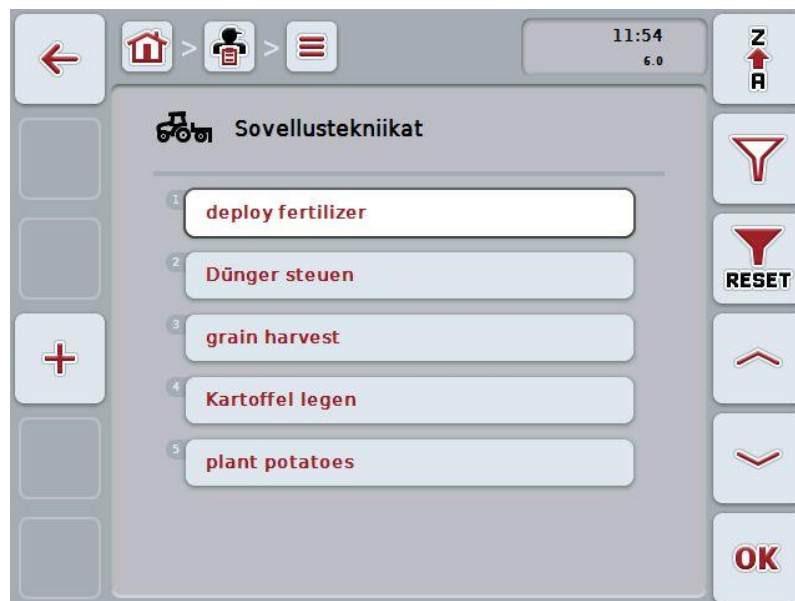 > > 11:54
6.0
Z
A
Sovellustekniikat
1 deploy fertilizer
2 Dünger steuen
RESET
3 grain harvest
4 Kartoffel legen
5 plant potatoes
OK